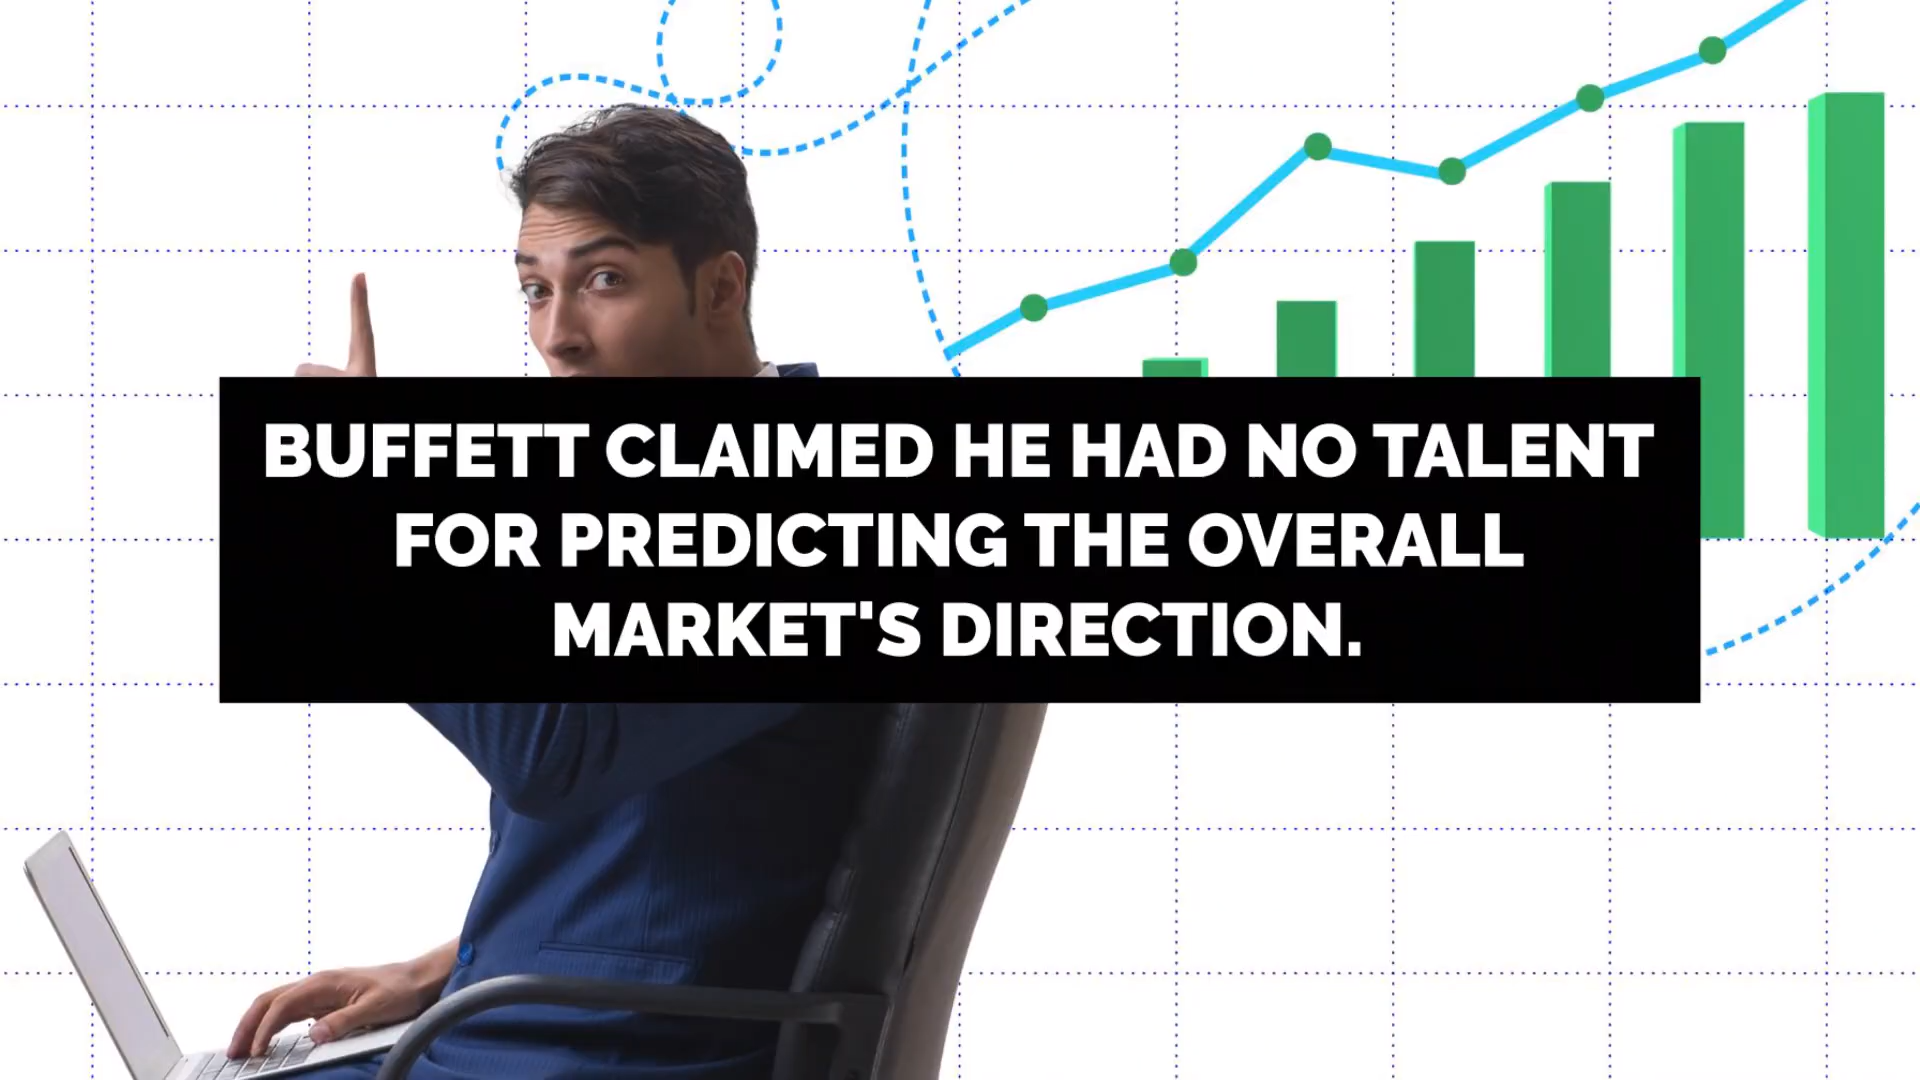 BUFFETT CLAIMED HE HAD NO TALENT
FOR PREDICTING THE OVERALL
MARKET'S DIRECTION.